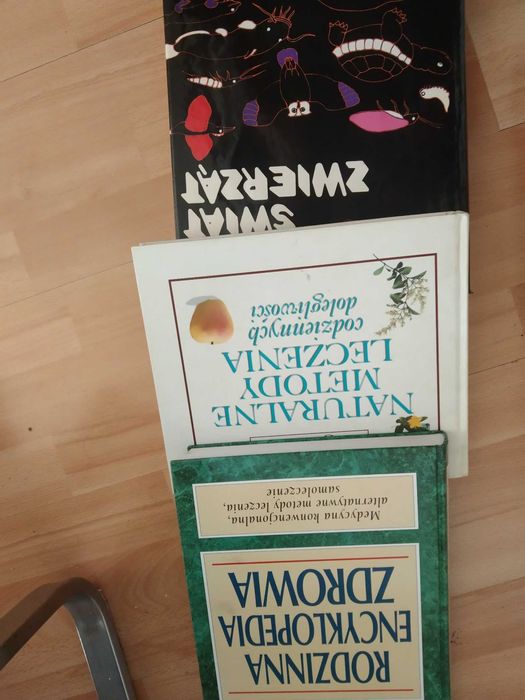 RODZINNA
ENCYKLOPEDIA
ZDROWIA
Medycyna konwencjonalna,
alternatywne metody leczenia,
samoleczenie
NATURALNE
METODY
LECZENIA
codziennych
dolegliwości
ŚWIAT
ZWIERZĄT